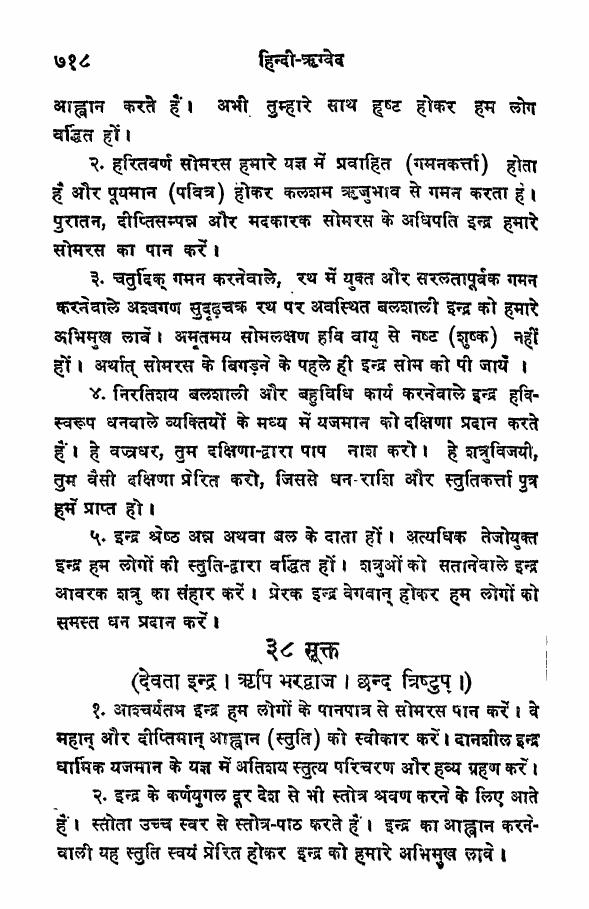 ७१८ हिन्दी-ऋग्वेद
आह्वान करते हैं। अभी तुम्हारे साथ हृष्ट होकर हम लोग
वर्द्धित हों।
२. हरितवर्ण सोमरस हमारे यज्ञ में प्रवाहित (गमनकर्त्ता) होता
हैं और पूयमान (पवित्र) होकर कलशम ऋजुभाव से गमन करता हं।
पुरातन, दीप्तिसम्पन्न और मदकारक सोमरस के अधिपति इन्द्र हमारे
सोमरस का पान करें।
३. चतुर्दिक् गमन करनेवाले, रथ में युक्त और सरलतापूर्वक गमन
करनेवाले अश्वगण सुदृढ़चक्र रथ पर अवस्थित बलशाली इन्द्र को हमारे
अभिमुख लावें। अमृतमय सोमलक्षण हवि वायु से नष्ट (शुष्क) नहीं
हों। अर्थात् सोमरस के बिगड़ने के पहले ही इन्द्र सोम को पी जायँ ।
४. निरतिशय बलशाली और बहुविधि कार्य करनेवाले इन्द्र हवि-
स्वरूप धनवाले व्यक्तियों के मध्य में यजमान को दक्षिणा प्रदान करते
हैं। हे वज्रधर, तुम दक्षिणा-द्वारा पाप नाश करो। हे शत्रुविजयी,
तुम वैसी दक्षिणा प्रेरित करो, जिससे धन-राशि और स्तुतिकर्त्ता पुत्र
हमें प्राप्त हो।
५. इन्द्र श्रेष्ठ अन्न अथवा बल के दाता हों। अत्यधिक तेजोयुक्त
इन्द्र हम लोगों की स्तुति-द्वारा वर्द्धित हों। शत्रुओं को सतानेवाले इन्द्र
आवरक शत्रु का संहार करें। प्रेरक इन्द्र वेगवान् होकर हम लोगों को
समस्त धन प्रदान करें।
३८ सूक्त
(देवता इन्द्र । ऋषि भरद्वाज । छन्द त्रिष्टुप् ।)
१. आश्चर्यतम इन्द्र हम लोगों के पानपात्र से सोमरस पान करें। वे
महान् और दीप्तिमान् आह्वान (स्तुति) को स्वीकार करें। दानशील इन्द्र
धार्मिक यजमान के यज्ञ में अतिशय स्तुत्य परिचरण और हव्य ग्रहण करें।
२. इन्द्र के कर्णयुगल दूर देश से भी स्तोत्र श्रवण करने के लिए आते
हैं। स्तोता उच्च स्वर से स्तोत्र-पाठ करते हैं। इन्द्र का आह्वान करने-
वाली यह स्तुति स्वयं प्रेरित होकर इन्द्र को हमारे अभिमुख लावे।